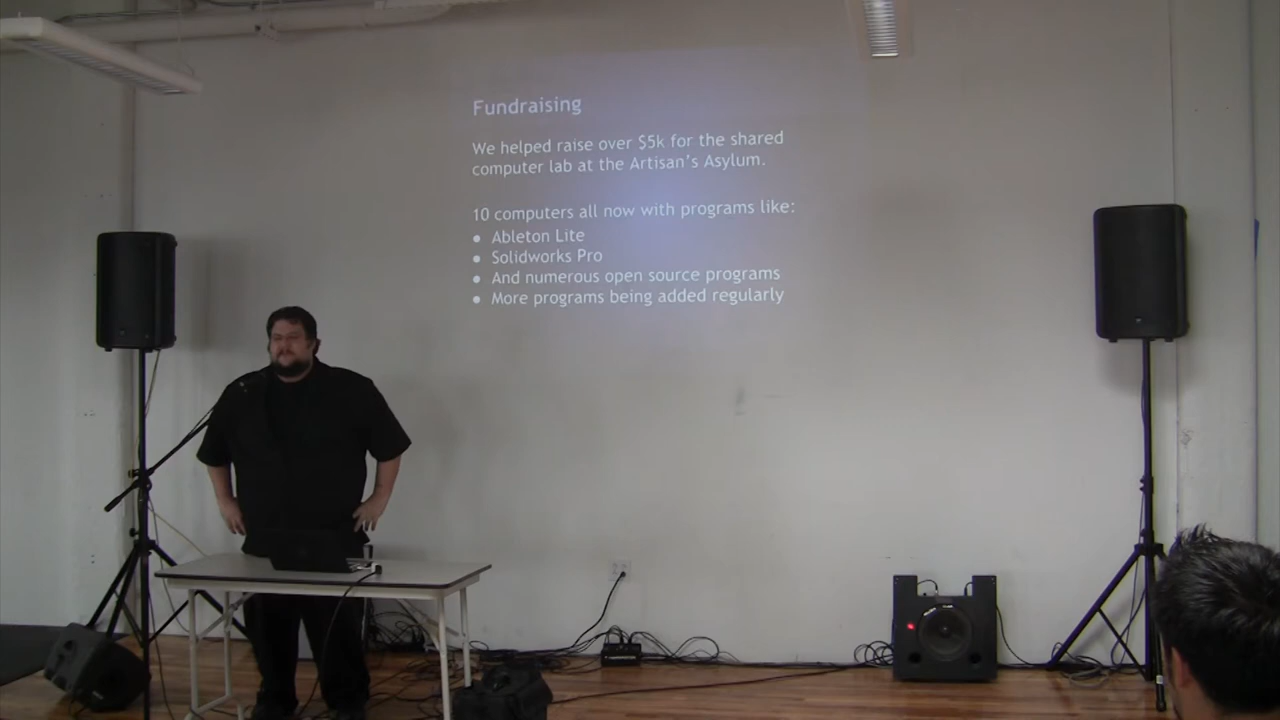 Fundraising
We helped raise over $5k for the shared
computer lab at the Artisan's Asylum.
10 computers all now with programs like:
● Ableton Lite
● Solidworks Pro
● And numerous open source programs
● More programs being added regularly